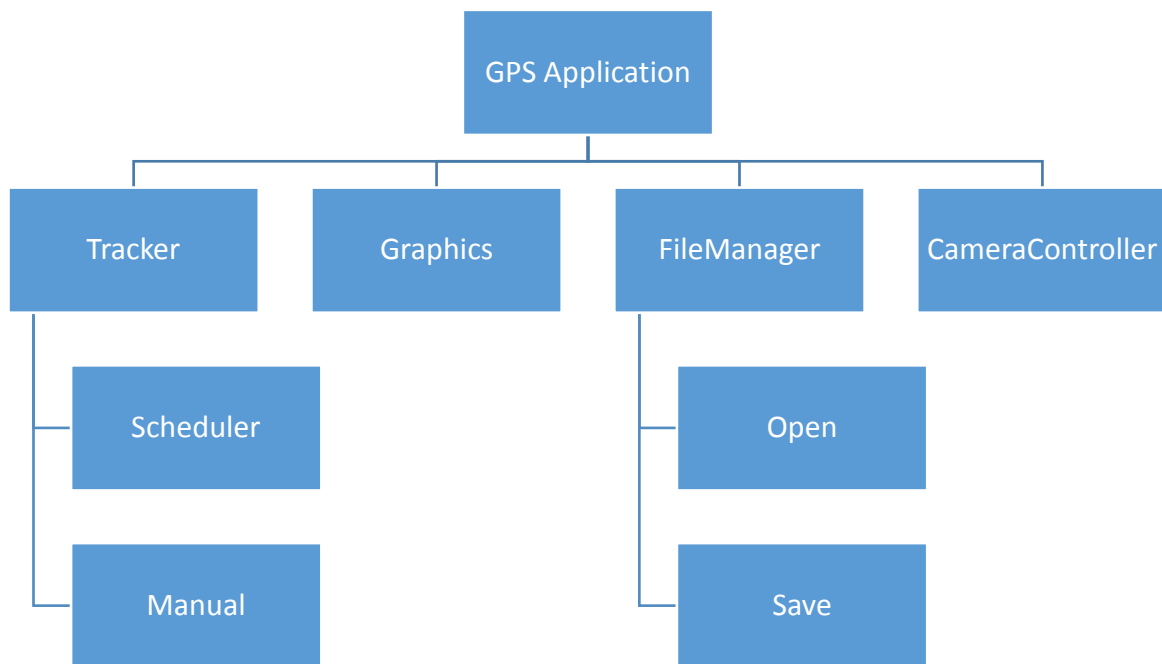 GPS Application
Tracker
Graphics
FileManager
CameraController
Scheduler
Open
Manual
Save